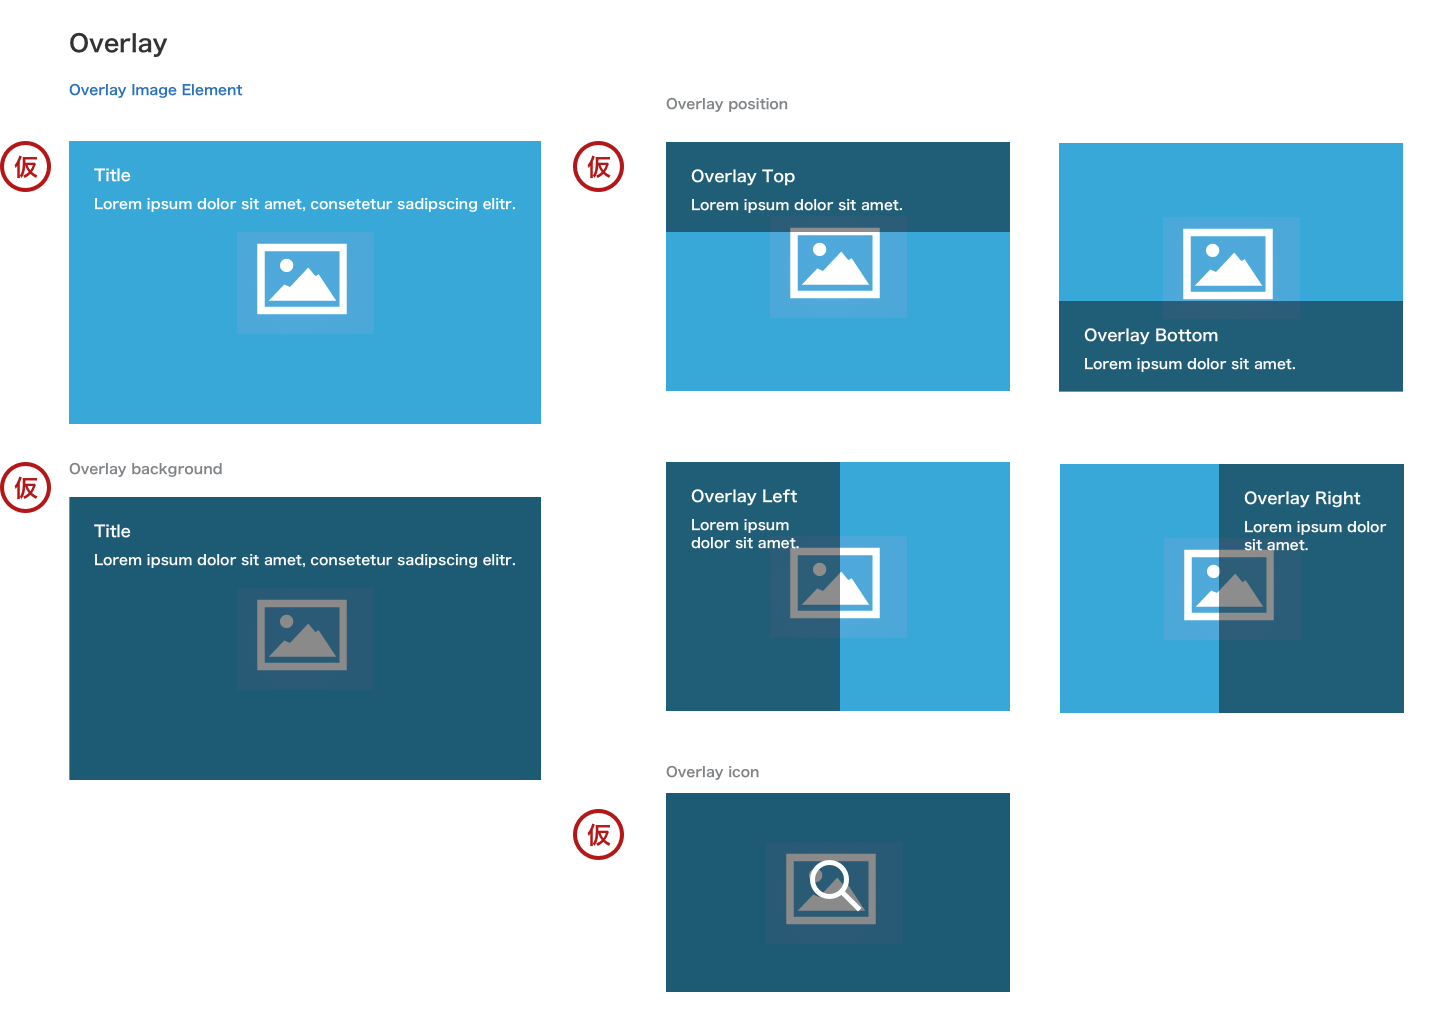 Overlay
Overlay Image Element
仮
Title
Lorem ipsum dolor sit amet, consetetur sadipscing elitr.
仮
Overlay background
Title
Lorem ipsum dolor sit amet, consetetur sadipscing elitr.
Overlay position
仮
Overlay Top
Lorem ipsum dolor sit amet.
Overlay Bottom
Lorem ipsum dolor sit amet.
Overlay Left
Lorem ipsum
dolor sit amet.
Overlay Right
Lorem ipsum dolor
sit amet.
Overlay icon
仮